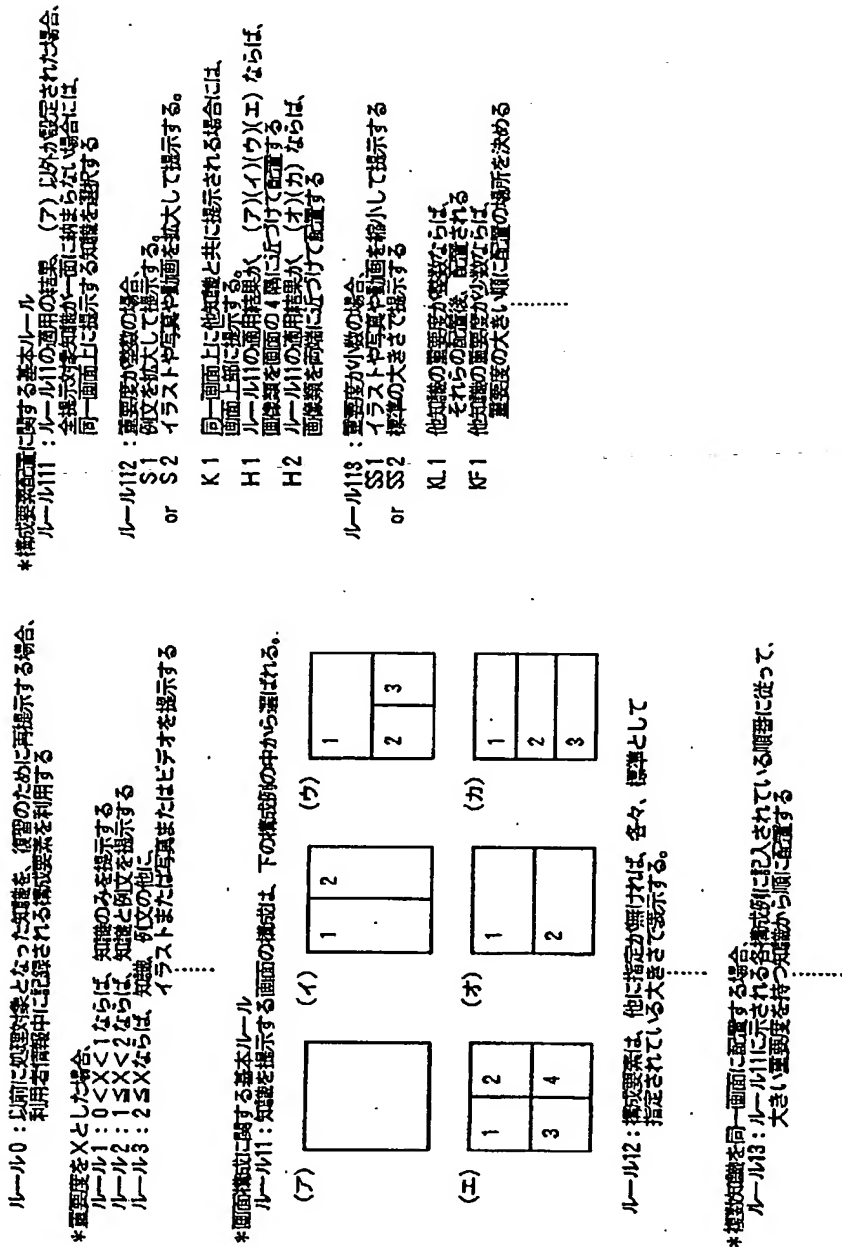 ルール0：以前に処理対象となった知識を、復習のために再提示する場合、
利用者情報中に記録される構成要素を利用する
*重要度をXとした場合、
ルール1：0<X<1ならば、知識のみを提示する
ルール2：1≦X<2ならば、知識と例文を提示する
ルール3：2≦Xならば、知識、例文の他に、
イラストまたは写真またはビデオを提示する
………
*画面構成に関する基本ルール
ルール11：知識を提示する画面の構成は、下の構成例の中から選ばれる。
(ア)
(イ)
1 2
(ウ)
1
2 3
(エ)
1 2
3 4
(オ)
1
2
(カ)
1
2
3
ルール12：構成要素は、他に指定が無ければ、各々、標準として
指定されている大きさで表示する。
………
*複数知識を同一画面に配置する場合、
ルール13：ルール11に示される各構成例に記入されている順番に従って、
大きい重要度を持つ知識から順に配置する
………
*構成要素配置に関する基本ルール
ルール111：ルール11の適用の結果、(ア)以外が設定された場合、
全提示対象知識が一面に納まらない場合には、
同一画面上に提示する知識を選択する
ルール112：重要度が整数の場合、
S1 例文を拡大して提示する。
or S2 イラストや写真や動画を拡大して提示する。
K1 同一画面上に他知識と共に提示される場合には、
画面上部に提示する。
H1 ルール11の適用結果が、(ア)(イ)(ウ)(エ)ならば、
画像類を画面の4隅に近づけて配置する
H2 ルール11の適用結果が、(オ)(カ)ならば、
画像類を両端に近づけて配置する
ルール113：重要度が小数の場合、
SS1 イラストや写真や動画を縮小して提示する
or SS2 標準の大きさで提示する
KL1 他知識の重要度が整数ならば、
それらの配置後、配置される
KF1 他知識の重要度が小数ならば、
重要度の大きい順に配置の場所を決める
………